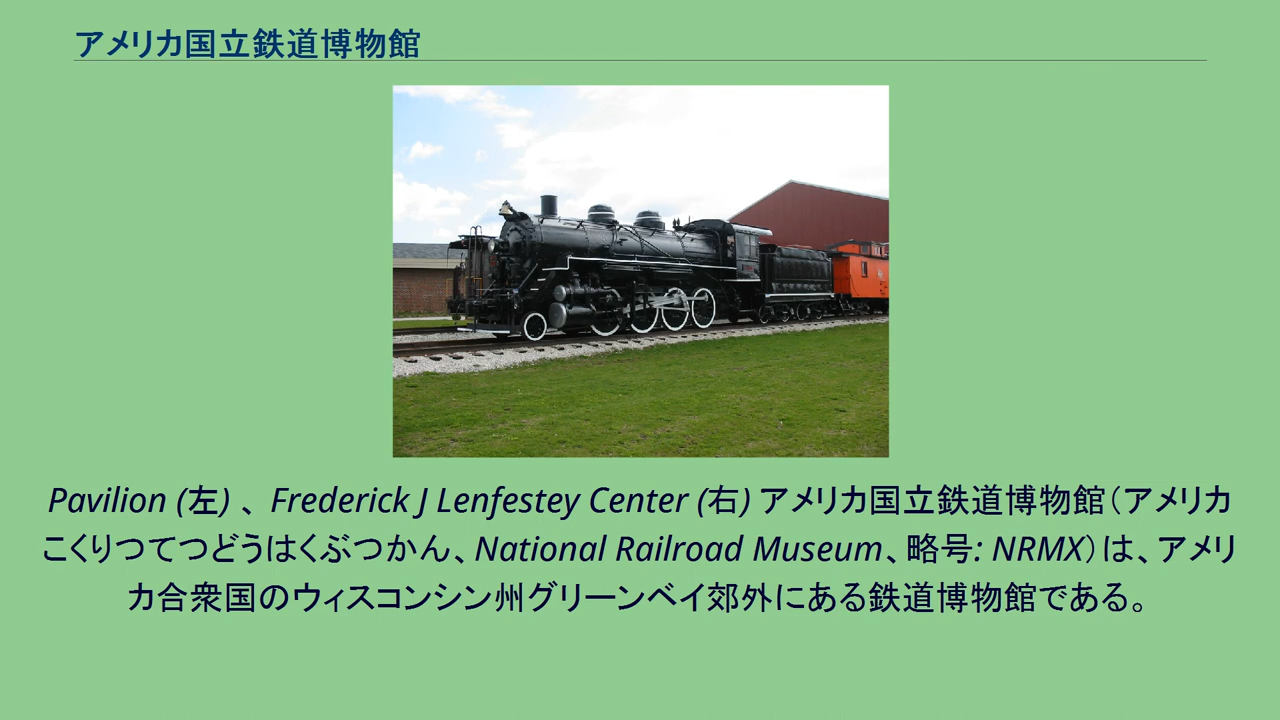 アメリカ国立鉄道博物館
Pavilion (左) 、 Frederick J Lenfestey Center (右) アメリカ国立鉄道博物館（アメリカ
こくりつてつどうはくぶつかん、National Railroad Museum、略号: NRMX）は、アメリ
カ合衆国のウィスコンシン州グリーンベイ郊外にある鉄道博物館である。